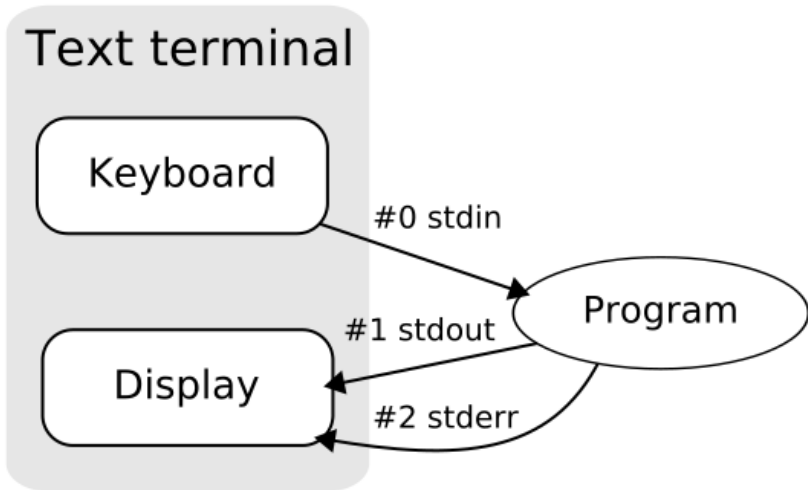 Text terminal
Keyboard
#0 stdin
Program
#1 stdout
Display
#2 stderr